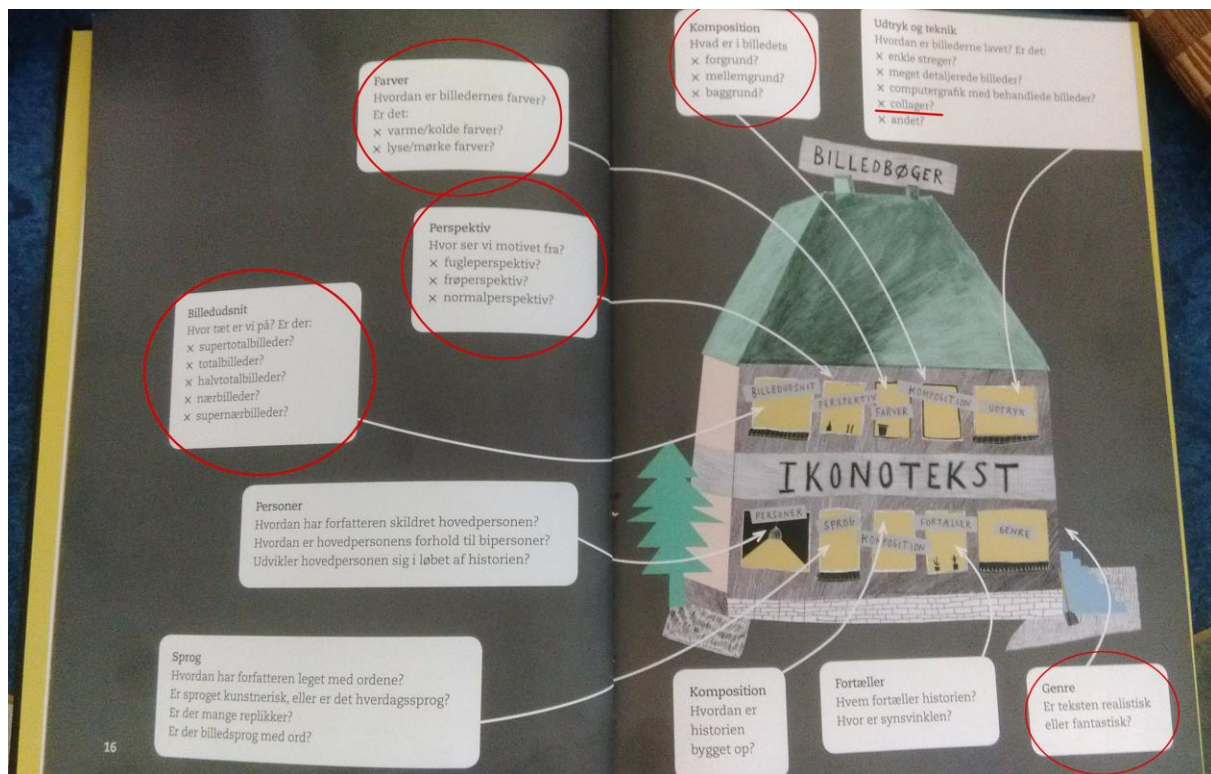 Farver
Hvordan er billedernes farver?
Er det:
× varme/kolde farver?
× lyse/mørke farver?
Perspektiv
Hvor ser vi motivet fra?
× fugleperspektiv?
× frøperspektiv?
× normalperspektiv?
Billedudsnit
Hvor tæt er vi på? Er der:
× supertotalbilleder?
× totalbilleder?
× halvtotalbilleder?
× nærbilleder?
× supernærbilleder?
Personer
Hvordan har forfatteren skildret hovedpersonen?
Hvordan er hovedpersonens forhold til bipersoner?
Udvikler hovedpersonen sig i løbet af historien?
Sprog
Hvordan har forfatteren leget med ordene?
Er sproget kunstnerisk, eller er det hverdagssprog?
Er der mange replikker?
Er der billedsprog med ord?
16
Komposition
Hvad er i billedets
× forgrund?
× mellemgrund?
× baggrund?
Udtryk og teknik
Hvordan er billederne lavet? Er det:
× enkle streger?
× meget detaljerede billeder?
× computergrafik med behandlede billeder?
× collager?
× andet?
BILLEDBØGER
BILLEDUDSNIT
PERSPEKTIV
FARVER
KOMPOSITION
UDTRYK
IKONOTEKST
PERSONER
SPROG
KOMPOSITION
FORTÆLLER
GENRE
Komposition
Hvordan er
historien
bygget op?
Fortæller
Hvem fortæller historien?
Hvor er synsvinklen?
Genre
Er teksten realistisk
eller fantastisk?